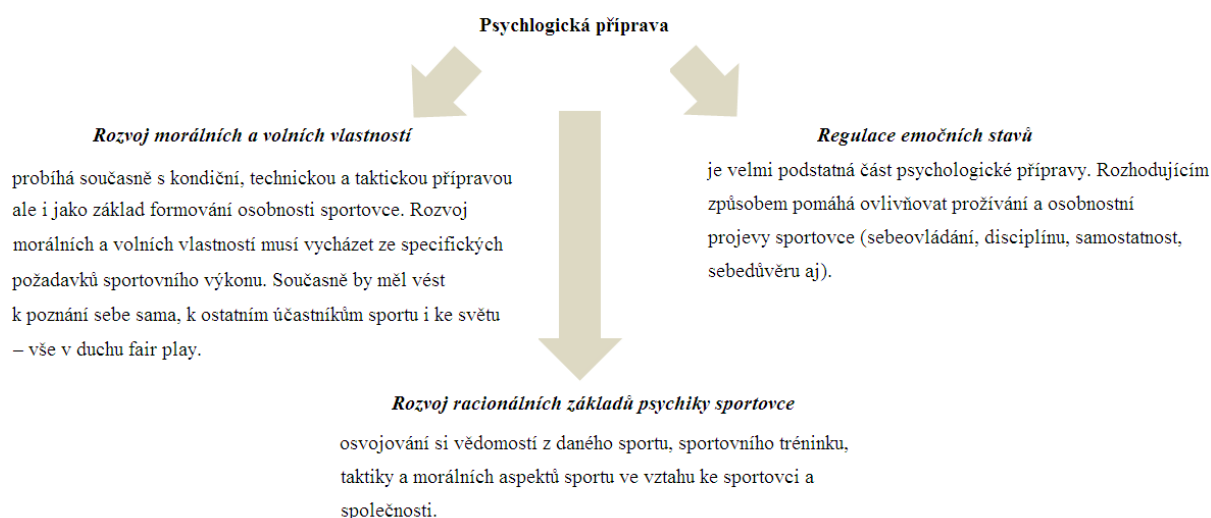 Psychlogická příprava
Rozvoj morálních a volních vlastností
probíhá současně s kondiční, technickou a taktickou přípravou
ale i jako základ formování osobnosti sportovce. Rozvoj
morálních a volních vlastností musí vycházet ze specifických
požadavků sportovního výkonu. Současně by měl vést
k poznání sebe sama, k ostatním účastníkům sportu i ke světu
– vše v duchu fair play.
Regulace emočních stavů
je velmi podstatná část psychologické přípravy. Rozhodujícím
způsobem pomáhá ovlivňovat prožívání a osobnostní
projevy sportovce (sebeovládání, disciplínu, samostatnost,
sebedůvěru aj).
Rozvoj racionálních základů psychiky sportovce
osvojování si vědomostí z daného sportu, sportovního tréninku,
taktiky a morálních aspektů sportu ve vztahu ke sportovci a
společnosti.